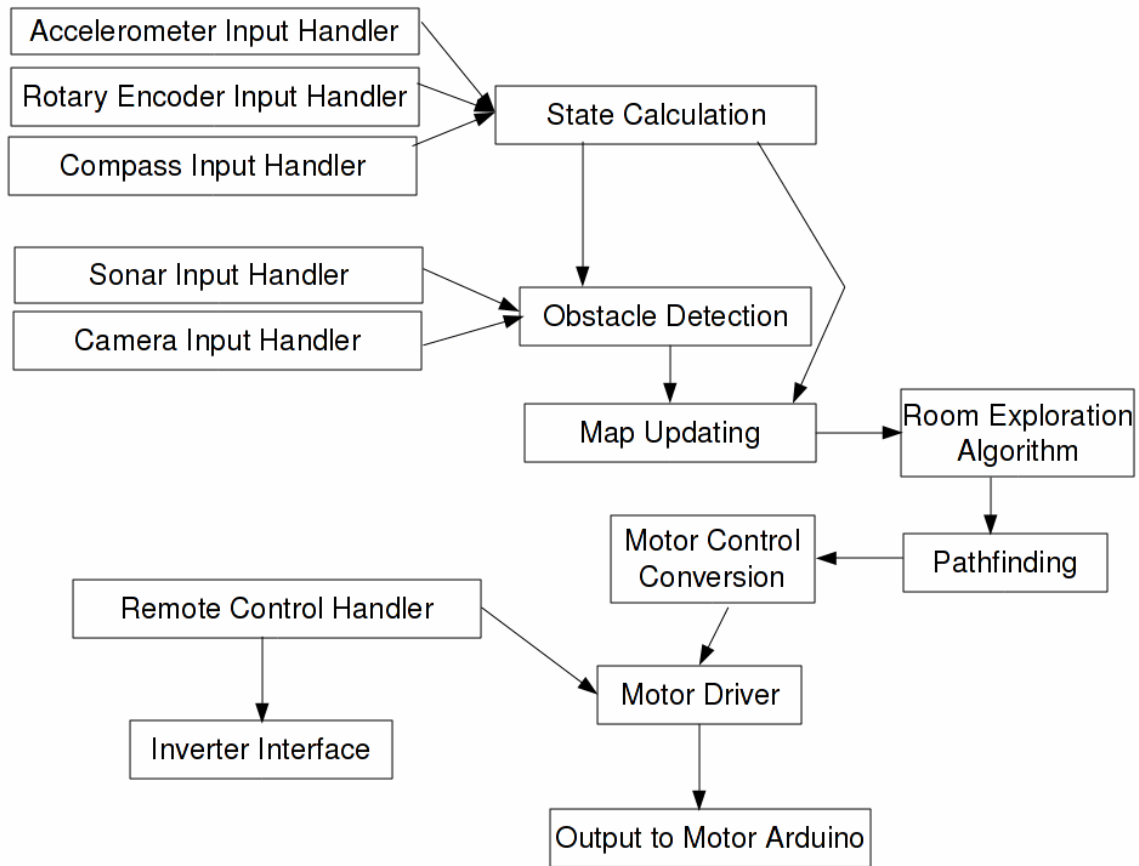 Accelerometer Input Handler
Rotary Encoder Input Handler
State Calculation
Compass Input Handler
Sonar Input Handler
Obstacle Detection
Camera Input Handler
Map Updating
Room Exploration
Algorithm
Motor Control
Conversion
Pathfinding
Remote Control Handler
Motor Driver
Inverter Interface
Output to Motor Arduino